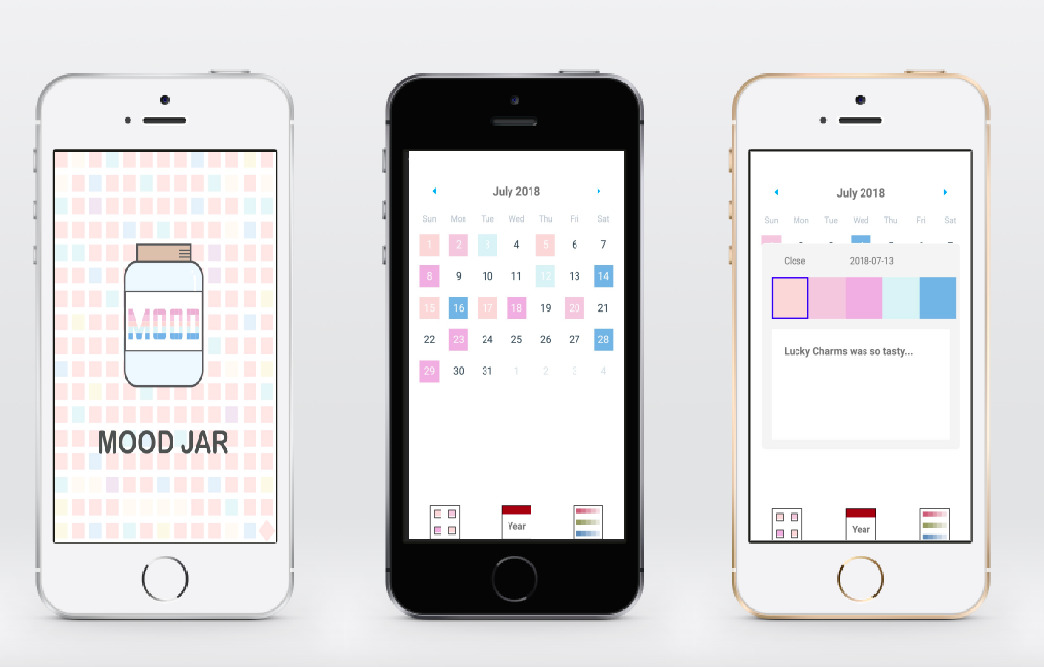 MOOD
MOOD JAR
July 2018
Sun Mon Tue Wed Thu Fri Sat
1 2 3 4 5 6 7
8 9 10 11 12 13 14
15 16 17 18 19 20 21
22 23 24 25 26 27 28
29 30 31 1 2 3 4
Year
July 2018
Sun Mon Tue Wed Thu Fri Sat
Close 2018-07-13
Lucky Charms was so tasty...
Year